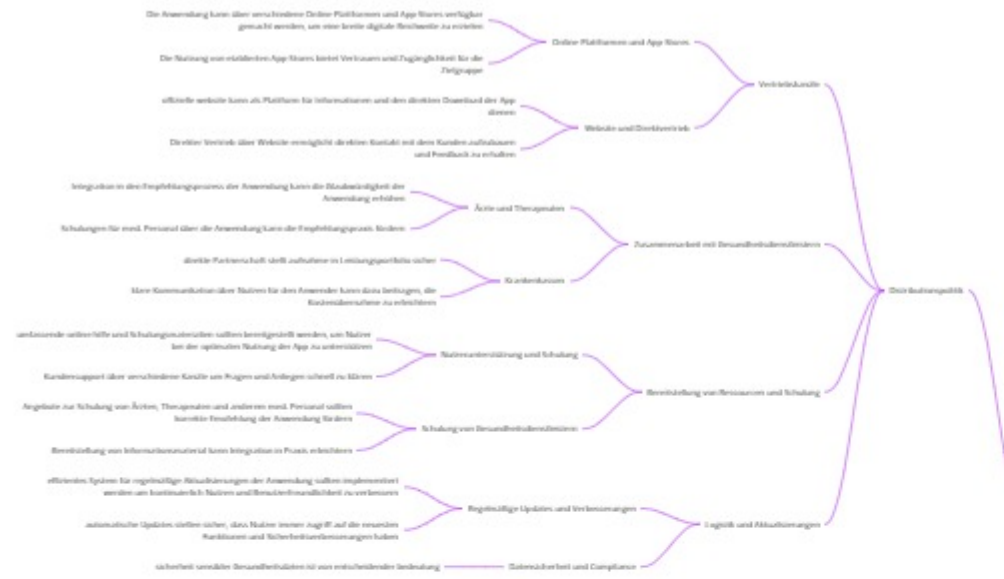 Die Anwendung kann über verschiedene Online-Plattformen und App-Stores verfügbar
gemacht werden, um eine breite digitale Reichweite zu erzielen
Online-Plattformen und App-Stores
Die Nutzung von etablierten App-Stores bietet Vertrauen und Zugänglichkeit für die
Zielgruppe
Vertriebskanäle
offizielle website kann als Plattform für Informationen und den direkten Download der App
dienen
Website und Direktvertrieb
Direkter Vertrieb über Website ermöglicht direkten Kontakt mit dem Kunden aufzubauen
und Feedback zu erhalten
Integration in den Empfehlungsprozess der Anwendung kann die Glaubwürdigkeit der
Anwendung erhöhen
Ärzte und Therapeuten
Schulungen für med. Personal über die Anwendung kann die Empfehlungspraxis fördern
Zusammenarbeit mit Gesundheitsdienstleistern
direkte Partnerschaft stellt aufnahme in Leistungsportfolio sicher
Krankenkassen
klare Kommunikation über Nutzen für den Anwender kann dazu beitragen, die
Kostenübernahme zu erleichtern
Distributionspolitik
umfassende online-hilfe und Schulungsmaterialien sollten bereitgestellt werden, um Nutzer
bei der optimalen Nutzung der App zu unterstützen
Nutzerunterstützung und Schulung
Kundensupport über verschiedene Kanäle um Fragen und Anliegen schnell zu klären
Bereitstellung von Ressourcen und Schulung
Angebote zur Schulung von Ärzten, Therapeuten und anderem med. Personal sollten
korrekte Empfehlung der Anwendung fördern
Schulung von Gesundheitsdienstleistern
Bereitstellung von Informationsmaterial kann Integration in Praxis erleichtern
effizientes System für regelmäßige Aktualisierungen der Anwendung sollten implementiert
werden um kontinuierlich Nutzen und Benutzerfreundlichkeit zu verbessern
Regelmäßige Updates und Verbesserungen
automatische Updates stellen sicher, dass Nutzer immer zugriff auf die neuesten
Funktionen und Sicherheitsverbesserungen haben
Logistik und Aktualisierungen
sicherheit sensibler Gesundheitsdaten ist von entscheidender bedeutung
Datensicherheit und Compliance